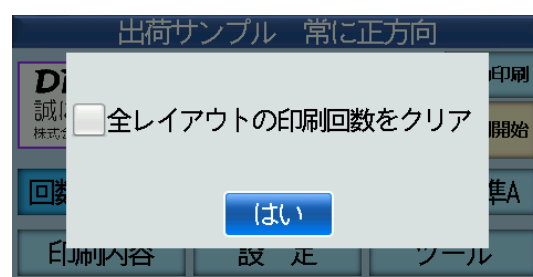 出荷サンプル 常に正方向
印刷
全レイアウトの印刷回数をクリア
開始
回数
準A
はい
印刷内容
設 定
ツール